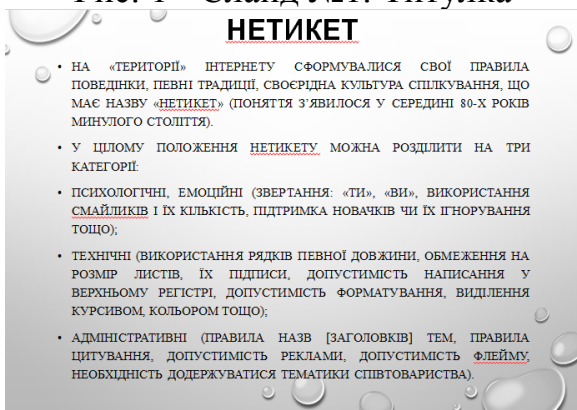 Рис. 1 - Слайд №1. Титулка
НЕТИКЕТ
• НА «ТЕРИТОРІЇ» ІНТЕРНЕТУ СФОРМУВАЛИСЯ СВОЇ ПРАВИЛА
ПОВЕДІНКИ, ПЕВНІ ТРАДИЦІЇ, СВОЄРІДНА КУЛЬТУРА СПІЛКУВАННЯ, ЩО
МАЄ НАЗВУ «НЕТИКЕТ» (ПОНЯТТЯ З’ЯВИЛОСЯ У СЕРЕДИНІ 80-Х РОКІВ
МИНУЛОГО СТОЛІТТЯ).
• У ЦІЛОМУ ПОЛОЖЕННЯ НЕТИКЕТУ МОЖНА РОЗДІЛИТИ НА ТРИ
КАТЕГОРІЇ:
• ПСИХОЛОГІЧНІ, ЕМОЦІЙНІ (ЗВЕРТАННЯ: «ТИ», «ВИ», ВИКОРИСТАННЯ
СМАЙЛИКІВ І ЇХ КІЛЬКІСТЬ, ПІДТРИМКА НОВАЧКІВ ЧИ ЇХ ІГНОРУВАННЯ
ТОЩО);
• ТЕХНІЧНІ (ВИКОРИСТАННЯ РЯДКІВ ПЕВНОЇ ДОВЖИНИ, ОБМЕЖЕННЯ НА
РОЗМІР ЛИСТІВ, ЇХ ПІДПИСИ, ДОПУСТИМІСТЬ НАПИСАННЯ У
ВЕРХНЬОМУ РЕГІСТРІ, ДОПУСТИМІСТЬ ФОРМАТУВАННЯ, ВИДІЛЕННЯ
КУРСИВОМ, КОЛЬОРОМ ТОЩО);
• АДМІНІСТРАТИВНІ (ПРАВИЛА НАЗВ [ЗАГОЛОВКІВ] ТЕМ, ПРАВИЛА
ЦИТУВАННЯ, ДОПУСТИМІСТЬ РЕКЛАМИ, ДОПУСТИМІСТЬ ФЛЕЙМУ,
НЕОБХІДНІСТЬ ДОДЕРЖУВАТИСЯ ТЕМАТИКИ СПІВТОВАРИСТВА).